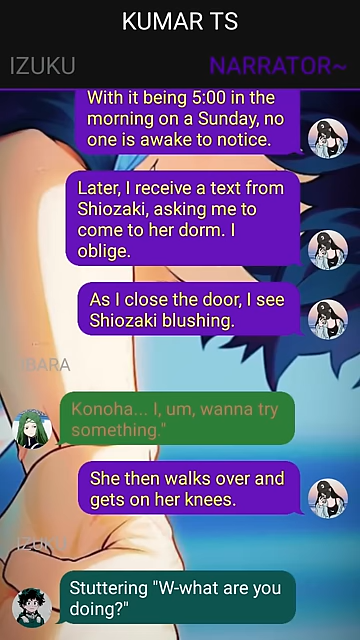 KUMAR TS
IZUKU NARRATOR~
With it being 5:00 in the
morning on a Sunday, no
one is awake to notice.
Later, I receive a text from
Shiozaki, asking me to
come to her dorm. I
oblige.
As I close the door, I see
Shiozaki blushing.
IBARA
Konoha... I, um, wanna try
something."
She then walks over and
gets on her knees.
IZUKU
Stuttering "W-what are you
doing?"